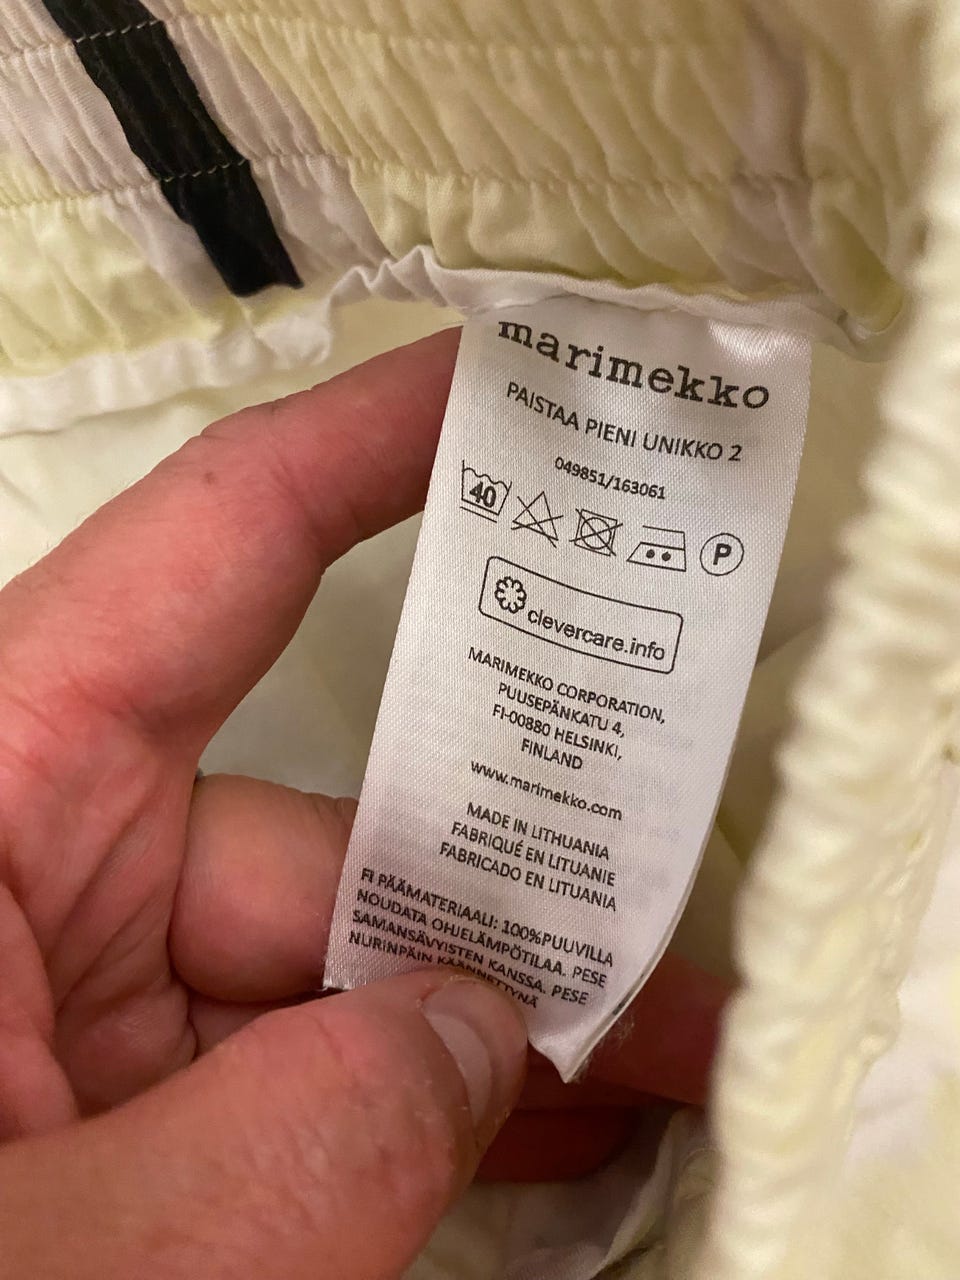 marimekko
PAISTAA PIENI UNIKKO 2
049851/163061
40
P
clevercare.info
MARIMEKKO CORPORATION,
PUUSEPÄNKATU 4,
FI-00880 HELSINKI,
FINLAND
www.marimekko.com
MADE IN LITHUANIA
FABRIQUÉ EN LITUANIE
FABRICADO EN LITUANIA
FI PÄÄMATERIAALI: 100%PUUVILLA
NOUDATA OHJELÄMPÖTILAA. PESE
SAMANSÄVYISTEN KANSSA. PESE
NURINPÄIN KÄÄNNETTYNÄ